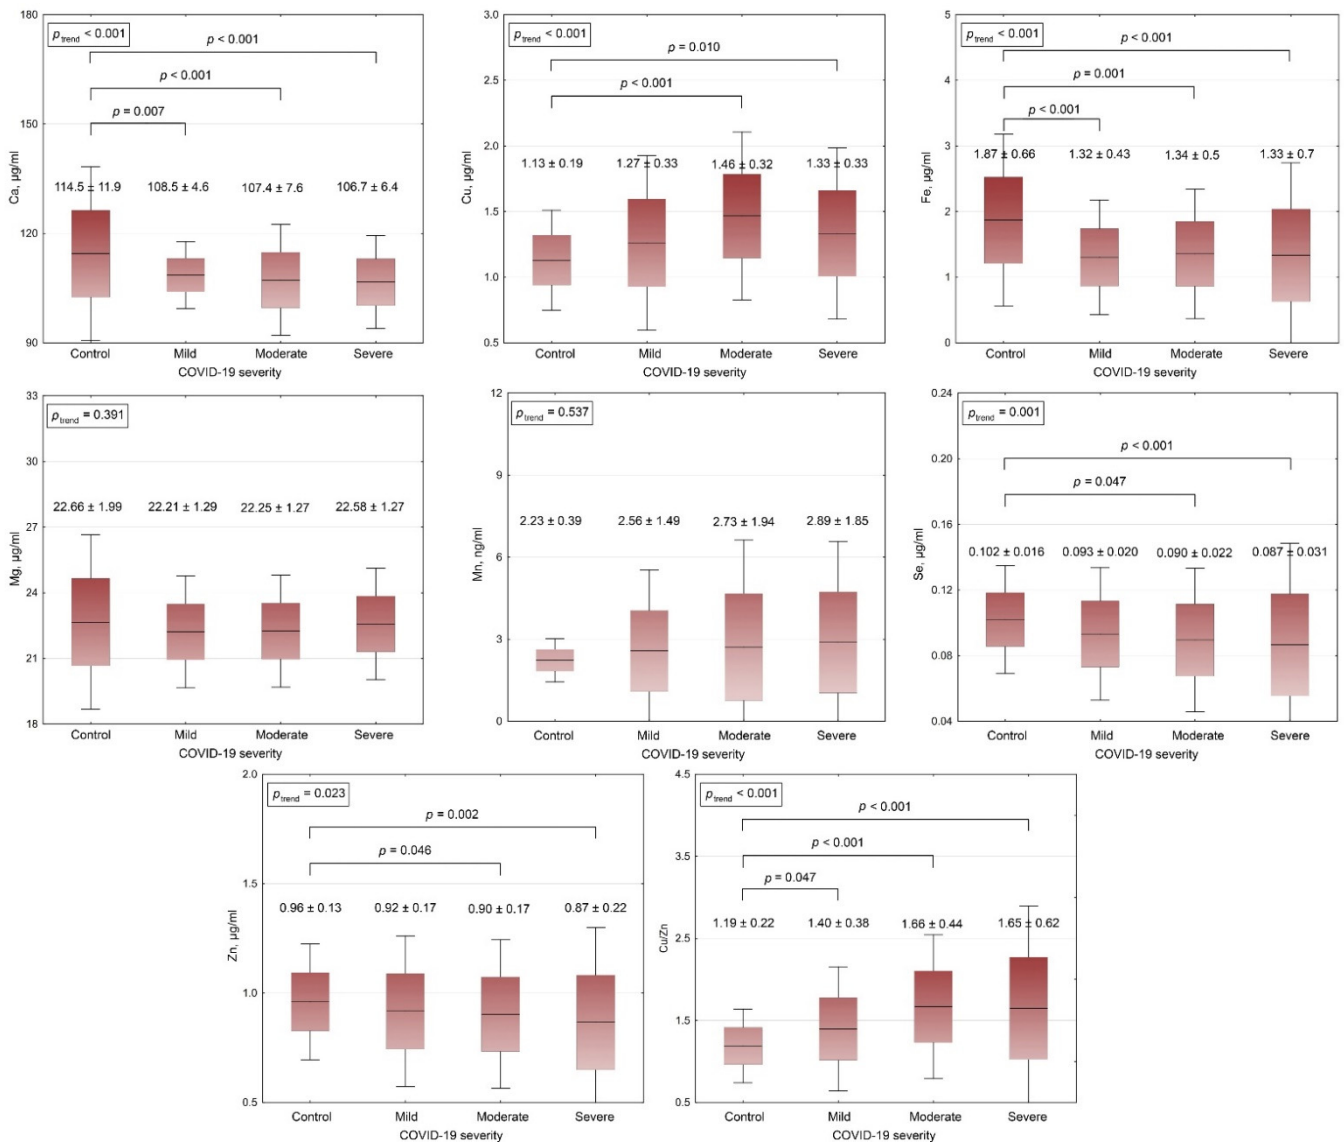 180
p trend < 0.001
p < 0.001
p < 0.001
150
p = 0.007
114.5 ± 11.9 108.5 ± 4.6 107.4 ± 7.6 106.7 ± 6.4
Ca, µg/ml
120
90
Control Mild Moderate Severe
COVID-19 severity
3.0
p trend < 0.001
p = 0.010
2.5
p < 0.001
2.0
1.13 ± 0.19 1.27 ± 0.33 1.46 ± 0.32 1.33 ± 0.33
Cu, µg/ml
1.5
1.0
0.5
Control Mild Moderate Severe
COVID-19 severity
5
p trend < 0.001
p < 0.001
4
p = 0.001
p < 0.001
3
1.87 ± 0.66 1.32 ± 0.43 1.34 ± 0.5 1.33 ± 0.7
Fe, µg/ml
2
1
0
Control Mild Moderate Severe
COVID-19 severity
33
p trend = 0.391
30
22.66 ± 1.99 22.21 ± 1.29 22.25 ± 1.27 22.58 ± 1.27
27
Mg, µg/ml
24
21
18
Control Mild Moderate Severe
COVID-19 severity
12
p trend = 0.537
9
2.23 ± 0.39 2.56 ± 1.49 2.73 ± 1.94 2.89 ± 1.85
Mn, ng/ml
6
3
0
Control Mild Moderate Severe
COVID-19 severity
0.24
p trend = 0.001
p < 0.001
0.20
p = 0.047
0.16
0.102 ± 0.016 0.093 ± 0.020 0.090 ± 0.022 0.087 ± 0.031
Se, µg/ml
0.12
0.08
0.04
Control Mild Moderate Severe
COVID-19 severity
2.0
p trend = 0.023
p = 0.002
p = 0.046
1.5
0.96 ± 0.13 0.92 ± 0.17 0.90 ± 0.17 0.87 ± 0.22
Zn, µg/ml
1.0
0.5
Control Mild Moderate Severe
COVID-19 severity
4.5
p trend < 0.001
p < 0.001
p < 0.001
3.5
p = 0.047
1.19 ± 0.22 1.40 ± 0.38 1.66 ± 0.44 1.65 ± 0.62
Cu/Zn
2.5
1.5
0.5
Control Mild Moderate Severe
COVID-19 severity